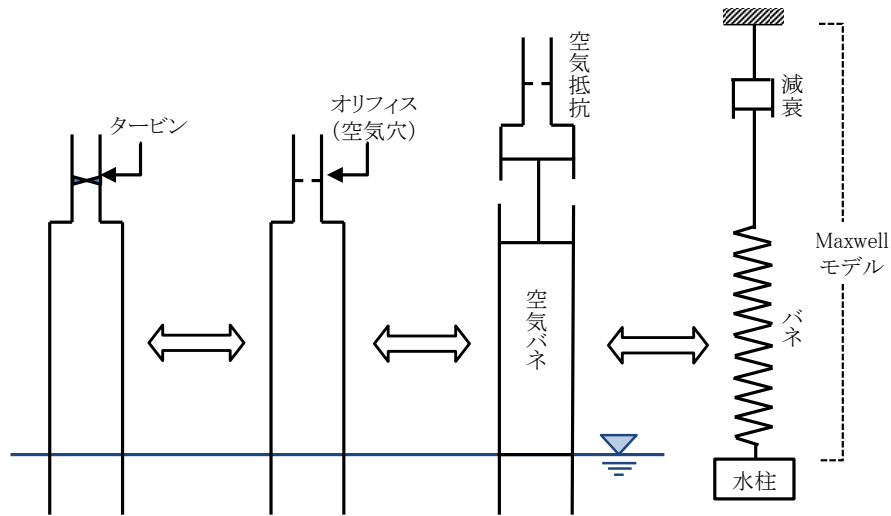 タービン
オリフィス
（空気穴）
空気抵抗
空気バネ
減衰
バネ
Maxwell
モデル
水柱